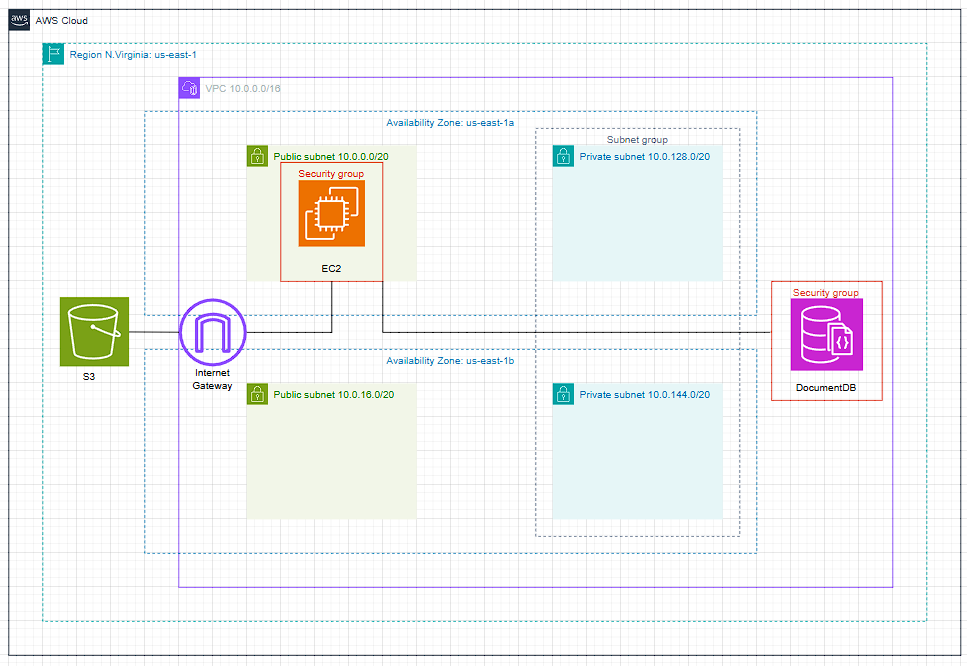 aws
AWS Cloud
Region N.Virginia: us-east-1
VPC 10.0.0.0/16
Availability Zone: us-east-1a
Subnet group
Public subnet 10.0.0.0/20
Private subnet 10.0.128.0/20
Security group
EC2
Security group
S3
Internet
Gateway
DocumentDB
Availability Zone: us-east-1b
Public subnet 10.0.16.0/20
Private subnet 10.0.144.0/20